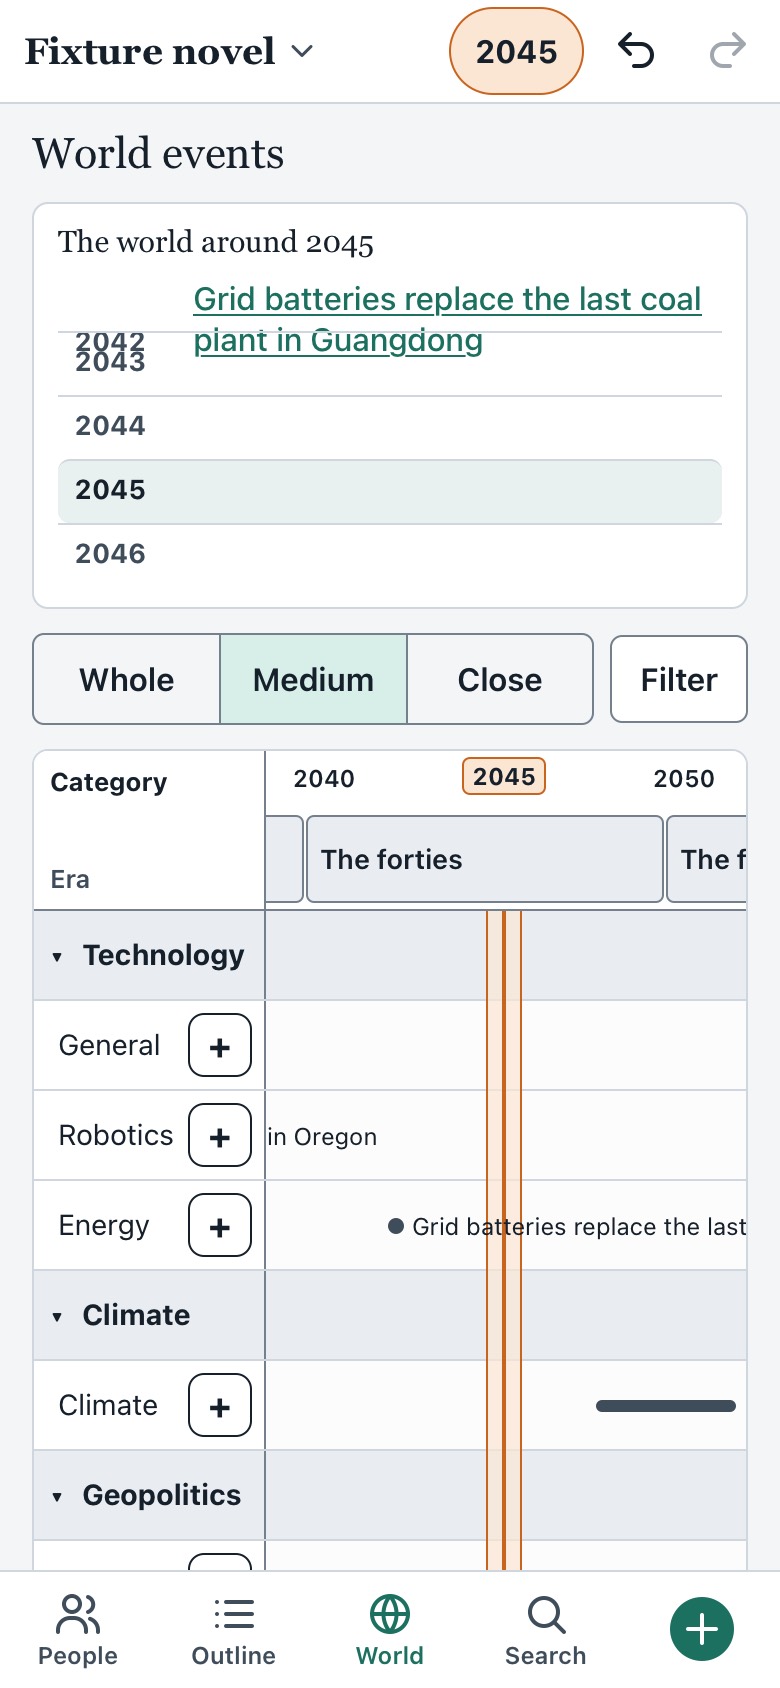 Fixture novel
2045
World events
The world around 2045
Grid batteries replace the last coal
plant in Guangdong
2042
2043
2044
2045
2046
Whole
Medium
Close
Filter
Category
2040
2045
2050
Era
The forties
The f
Technology
General
+
Robotics
+
in Oregon
Energy
+
Grid batteries replace the last
Climate
Climate
+
Geopolitics
People
Outline
World
Search